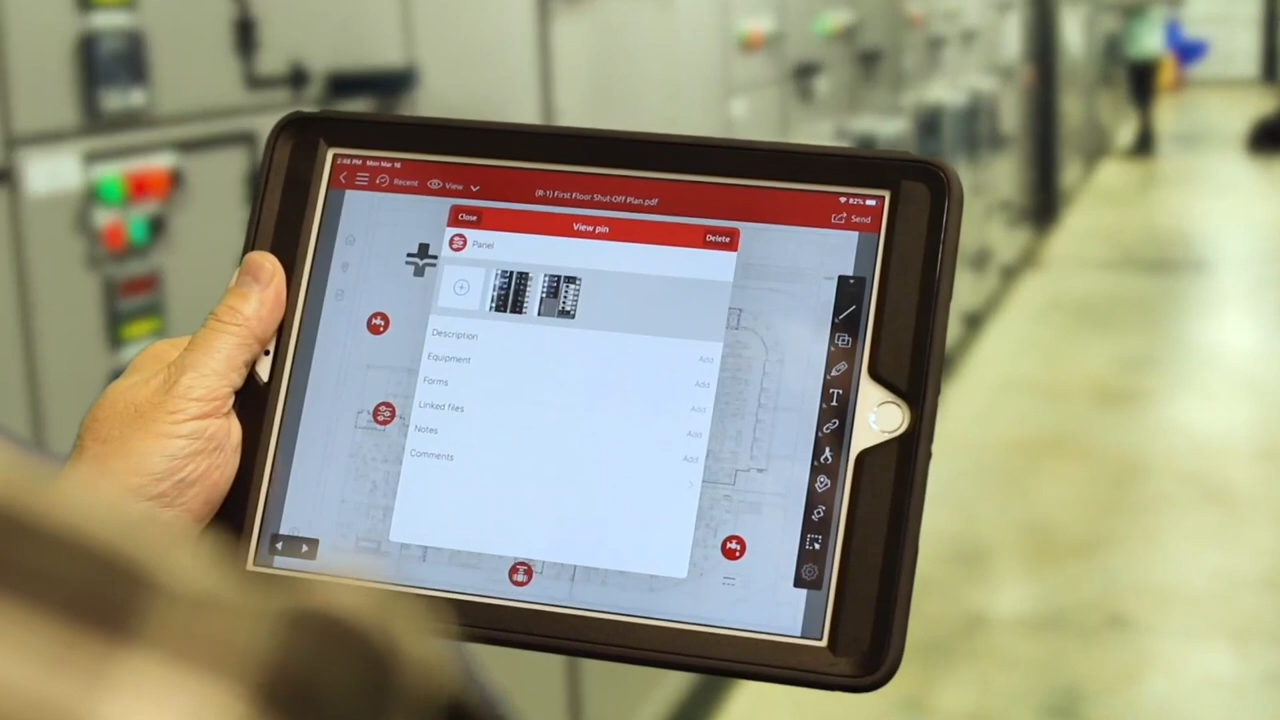 2:48 PM Mon Mar 16
82%
Recent View
(R-1) First Floor Shut-Off Plan.pdf
Send
Close
View pin
Delete
Panel
Description
Add
Equipment
Add
Forms
Add
Linked files
Add
Notes
Add
Comments
T